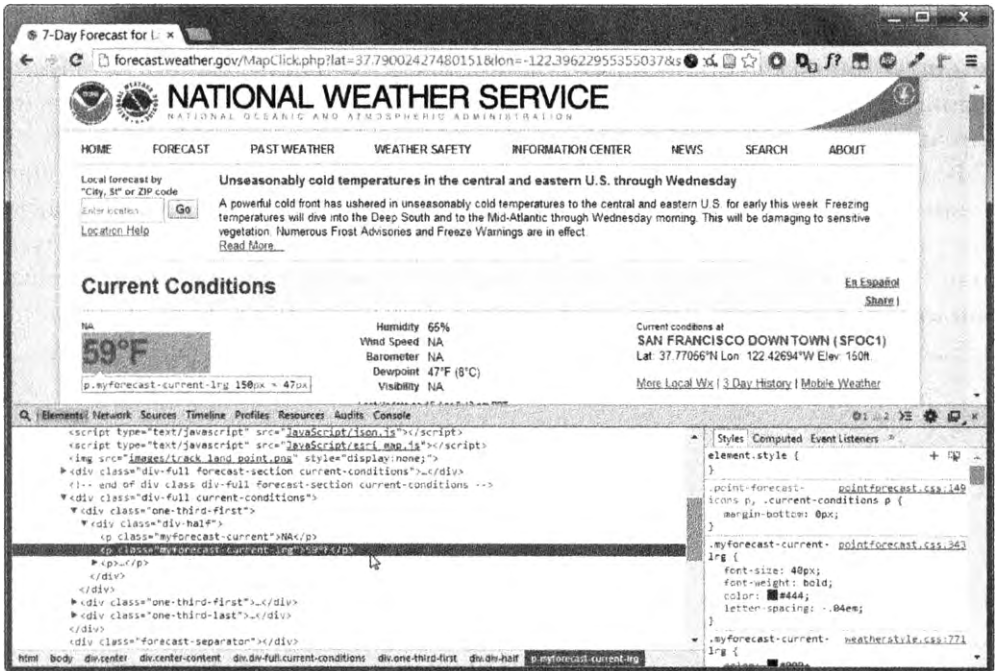 7-Day Forecast for L
forecast.weather.gov/MapClick.php?lat=37.79002427480151&lon=-122.39622955355037&s
NATIONAL WEATHER SERVICE
NATIONAL OCEANIC AND ATMOSPHERIC ADMINISTRATION
HOME FORECAST PAST WEATHER WEATHER SAFETY INFORMATION CENTER NEWS SEARCH ABOUT
Local forecast by
"City, St" or ZIP code
Enter location... Go
Location Help
Unseasonably cold temperatures in the central and eastern U.S. through Wednesday
A powerful cold front has ushered in unseasonably cold temperatures to the central and eastern U.S. for early this week. Freezing
temperatures will dive into the Deep South and to the Mid-Atlantic through Wednesday morning. This will be damaging to sensitive
vegetation. Numerous Frost Advisories and Freeze Warnings are in effect.
Read More...
Current Conditions
En Español
Share |
NA
59°F
p.myforecast-current-lrg 150px × 47px
Humidity 65%
Wind Speed NA
Barometer NA
Dewpoint 47°F (8°C)
Visibility NA
Current conditions at
SAN FRANCISCO DOWNTOWN (SFOC1)
Lat: 37.77056°N Lon: 122.42694°W Elev: 150ft.
More Local Wx | 3 Day History | Mobile Weather
Elements Network Sources Timeline Profiles Resources Audits Console
<script type="text/javascript" src="JavaScript/json.js"></script>
<script type="text/javascript" src="JavaScript/esri_map.js"></script>
<img src="images/track_land_point.png" style="display:none;">
<div class="div-full forecast-section current-conditions">…</div>
<!-- end of div class div-full forecast-section current-conditions -->
<div class="div-full current-conditions">
<div class="one-third-first">
<div class="div-half">
<p class="myforecast-current">NA</p>
<p class="myforecast-current-lrg">59°F</p>
<p>…</p>
</div>
</div>
<div class="one-third-first">…</div>
<div class="one-third-last">…</div>
</div>
<div class="forecast-separator"></div>
html body div.center div.center-content div.div-full.current-conditions div.one-third-first div.div-half p.myforecast-current-lrg
Styles Computed Event Listeners »
element.style {
}
.point-forecast- pointforecast.css:149
icons p, .current-conditions p {
margin-bottom: 0px;
}
.myforecast-current- pointforecast.css:343
lrg {
font-size: 40px;
font-weight: bold;
color: #444;
letter-spacing: -.04em;
}
.myforecast-current- weatherstyle.css:771
lrg {